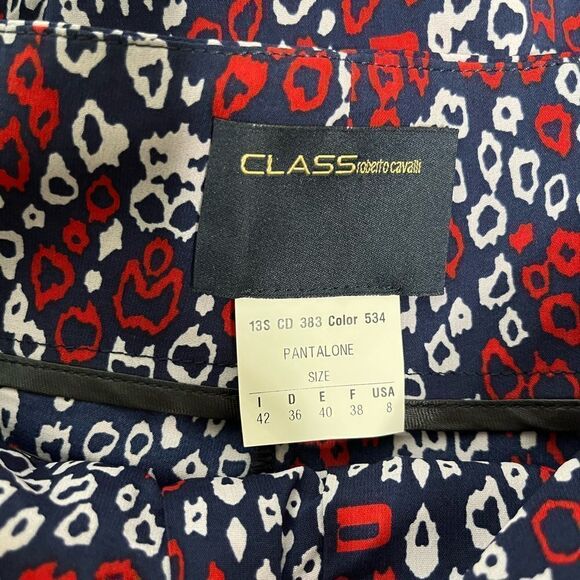 CLASS roberto cavalli
13S CD 383 Color 534
PANTALONE
SIZE
I D E F USA
42 36 40 38 8